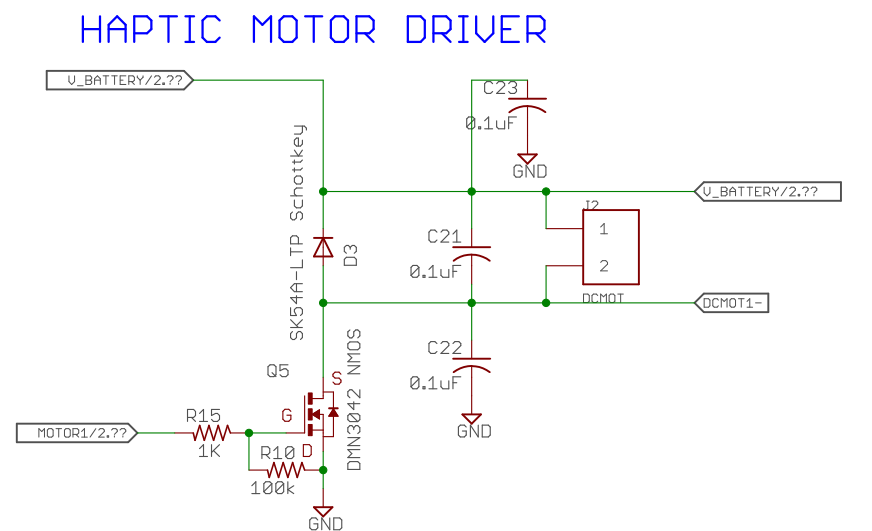 HAPTIC MOTOR DRIVER
V_BATTERY/2.??
C23
0.1uF
GND
V_BATTERY/2.??
J2
1
2
DCMOT
C21
0.1uF
D3
SK54A-LTP Schottkey
DCMOT1-
C22
0.1uF
GND
Q5
S
G
D
DMN3042 NMOS
MOTOR1/2.??
R15
1K
R10
100k
GND